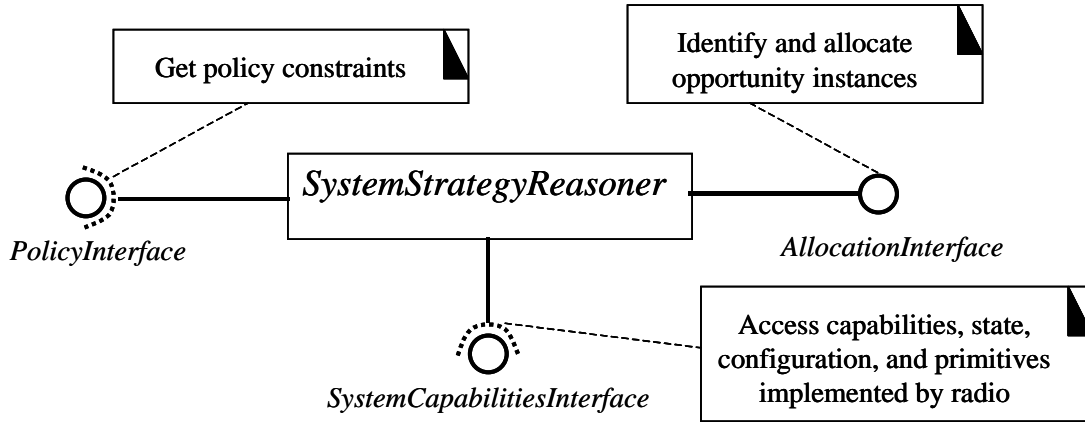 Get policy constraints
Identify and allocate
opportunity instances
SystemStrategyReasoner
PolicyInterface
AllocationInterface
SystemCapabilitiesInterface
Access capabilities, state,
configuration, and primitives
implemented by radio